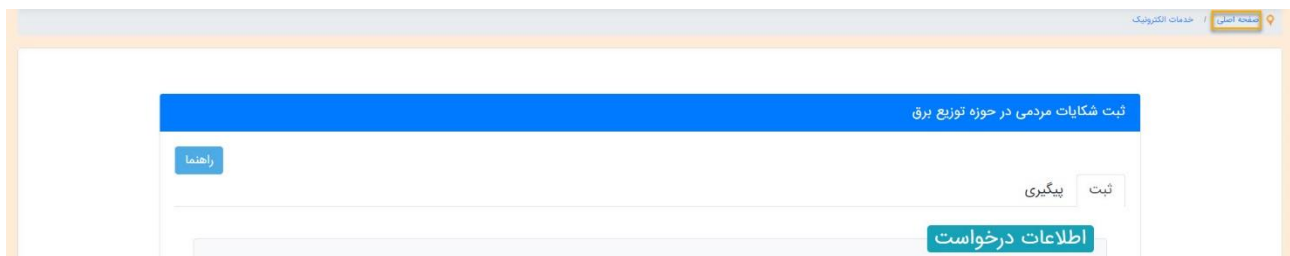 صفحه اصلی / خدمات الکترونیک
ثبت شکایات مردمی در حوزه توزیع برق
راهنما
ثبت پیگیری
اطلاعات درخواست